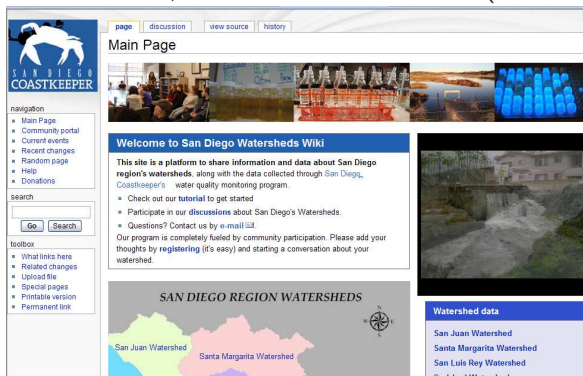 page
discussion
view source
history
Main Page
SAN DIEGO
COASTKEEPER
navigation
Main Page
Community portal
Current events
Recent changes
Random page
Help
Donations
search
Go
Search
toolbox
What links here
Related changes
Upload file
Special pages
Printable version
Permanent link
Welcome to San Diego Watersheds Wiki
This site is a platform to share information and data about San Diego
region's watersheds, along with the data collected through San Diego
Coastkeeper's water quality monitoring program.
Check out our tutorial to get started
Participate in our discussions about San Diego's Watersheds.
Questions? Contact us by e-mail.
Our program is completely fueled by community participation. Please add your
thoughts by registering (it's easy) and starting a conversation about your
watershed.
SAN DIEGO REGION WATERSHEDS
N
W
E
San Juan Watershed
Santa Margarita Watershed
Watershed data
San Juan Watershed
Santa Margarita Watershed
San Luis Rey Watershed